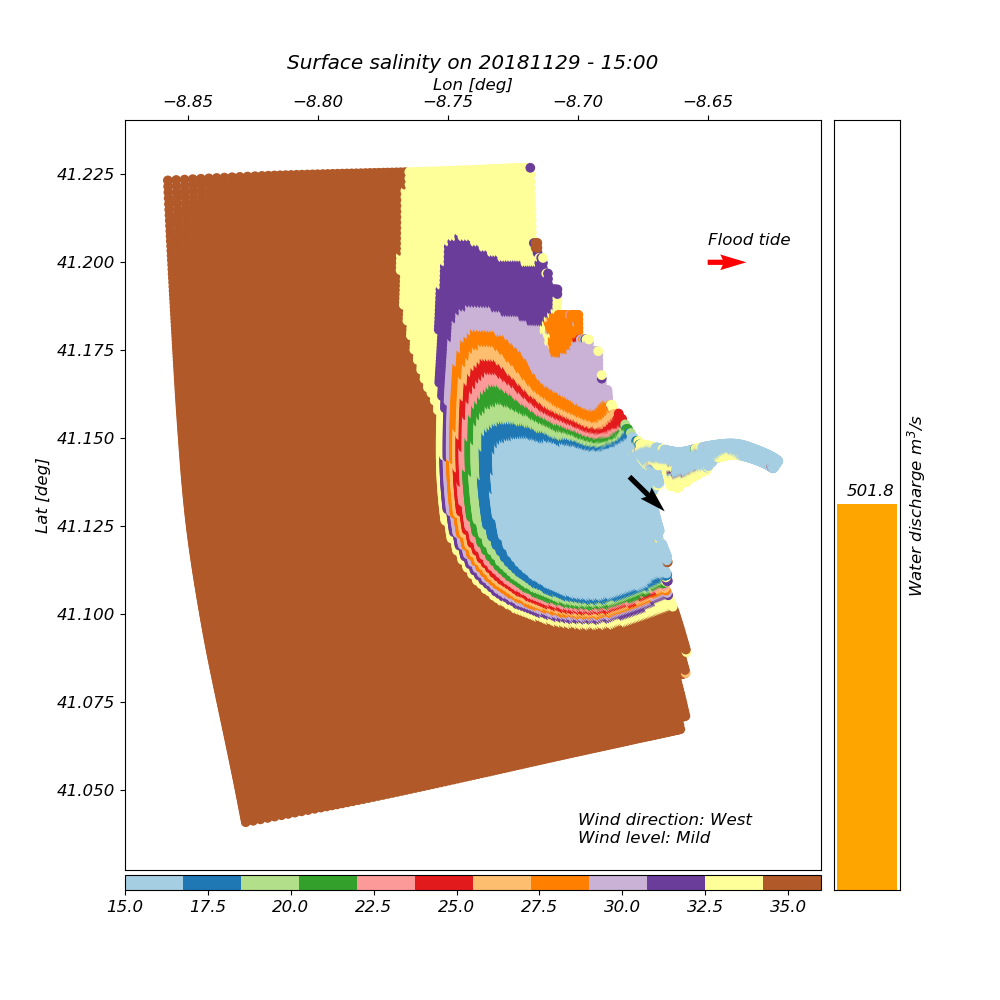 Surface salinity on 20181129 - 15:00
Lon [deg]
−8.85 −8.80 −8.75 −8.70 −8.65
41.225
41.200
41.175
41.150
41.125
41.100
41.075
41.050
Lat [deg]
Flood tide
501.8
Water discharge m³/s
Wind direction: West
Wind level: Mild
15.0 17.5 20.0 22.5 25.0 27.5 30.0 32.5 35.0